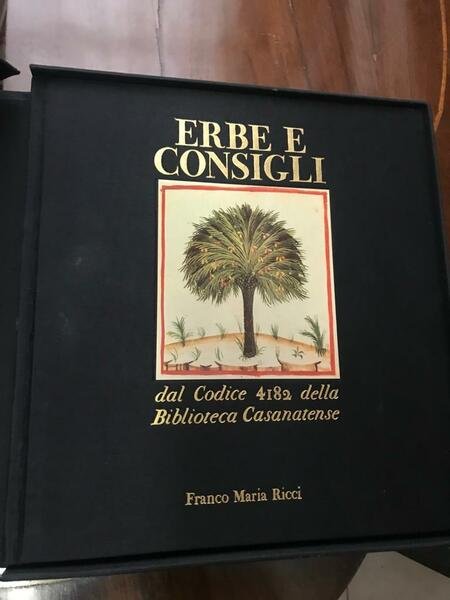 ERBE E
CONSIGLI
dal Codice 4182 della
Biblioteca Casanatense
Franco Maria Ricci